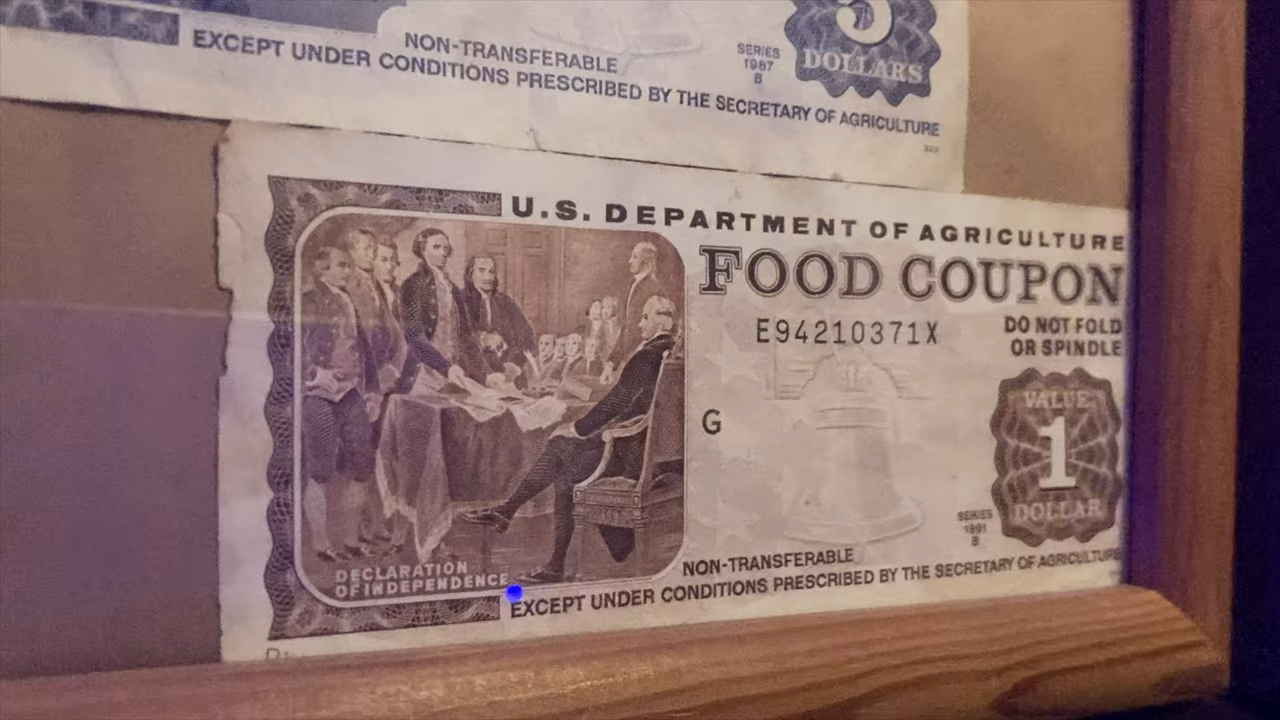 5
DOLLARS
SERIES
1987
B
NON-TRANSFERABLE
EXCEPT UNDER CONDITIONS PRESCRIBED BY THE SECRETARY OF AGRICULTURE
U.S. DEPARTMENT OF AGRICULTURE
FOOD COUPON
E94210371X
DO NOT FOLD
OR SPINDLE
G
VALUE
1
DOLLAR
SERIES
1991
B
DECLARATION
OF INDEPENDENCE
NON-TRANSFERABLE
EXCEPT UNDER CONDITIONS PRESCRIBED BY THE SECRETARY OF AGRICULTURE